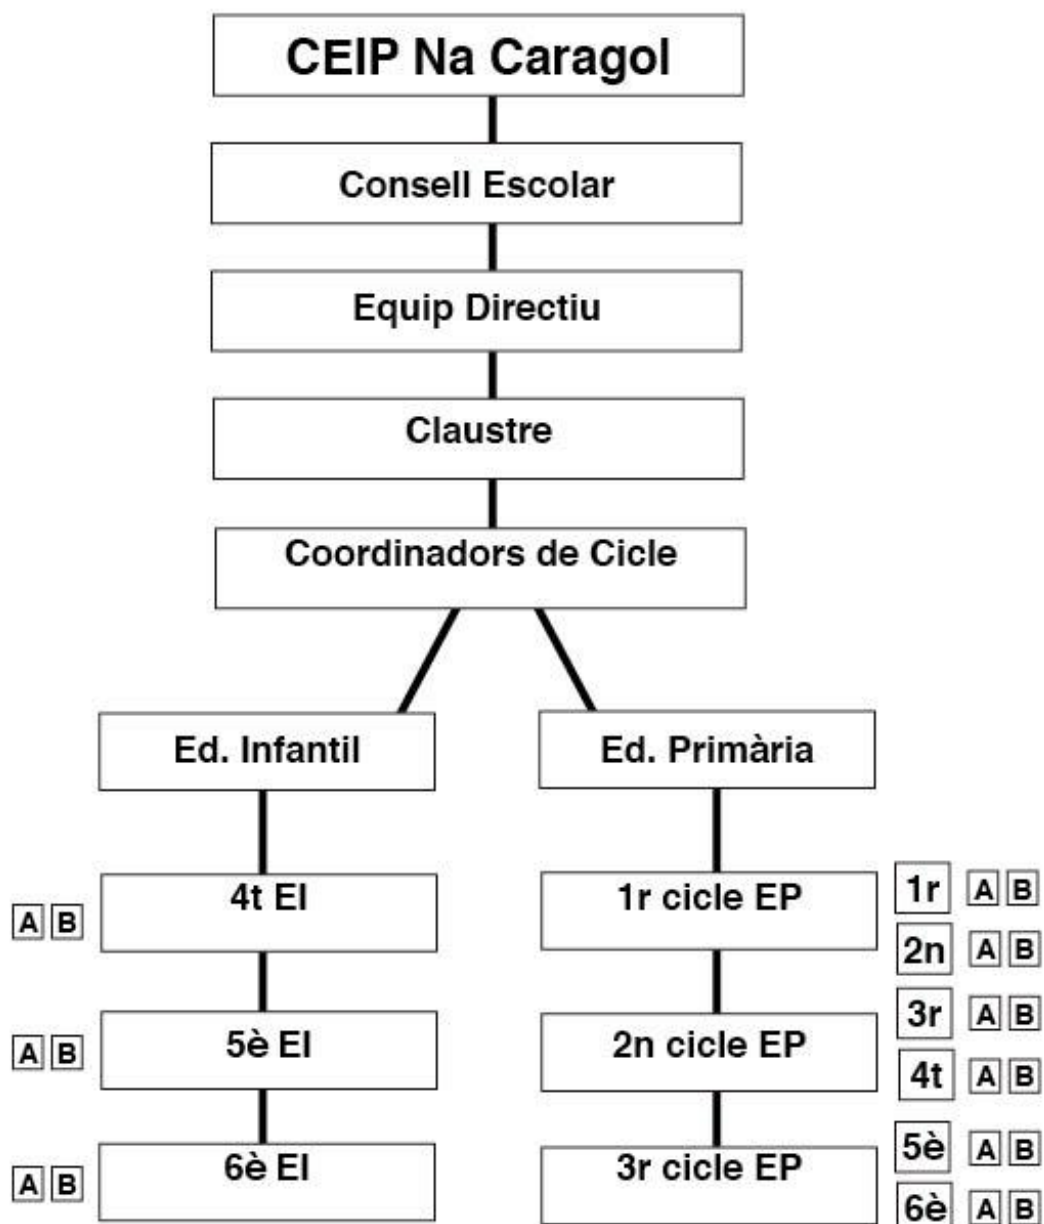 CEIP Na Caragol
Consell Escolar
Equip Directiu
Claustre
Coordinadors de Cicle
Ed. Infantil
Ed. Primària
4t EI
A B
5è EI
A B
6è EI
A B
1r cicle EP
1r A B
2n A B
2n cicle EP
3r A B
4t A B
3r cicle EP
5è A B
6è A B